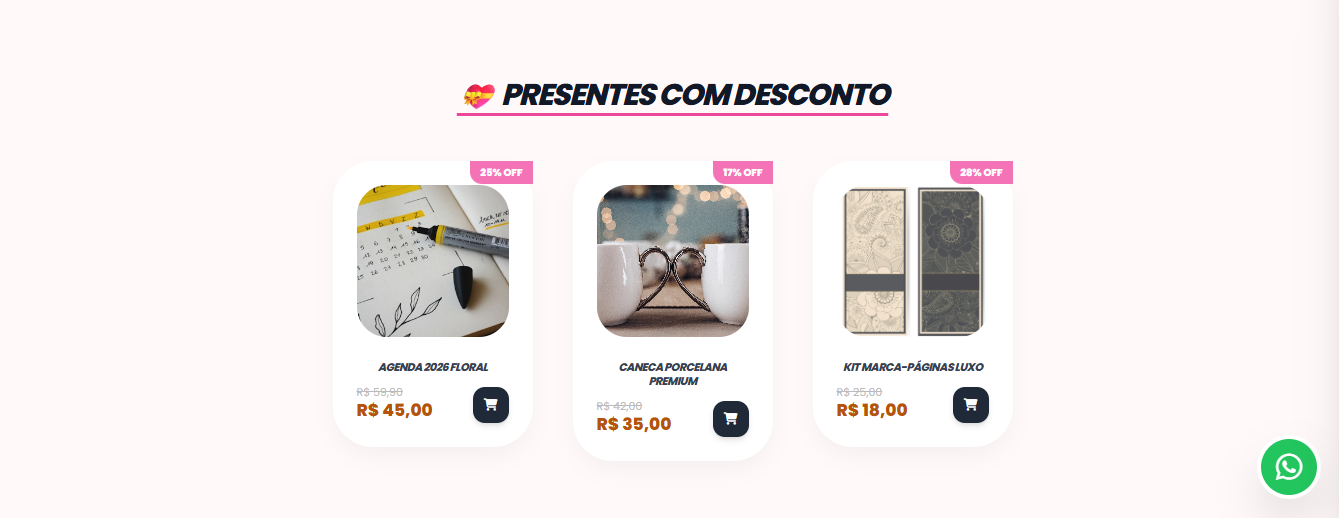 💝 PRESENTES COM DESCONTO
25% OFF
17% OFF
28% OFF
AGENDA 2026 FLORAL
R$ 59,90
R$ 45,00
CANECA PORCELANA
PREMIUM
R$ 42,00
R$ 35,00
KIT MARCA-PÁGINAS LUXO
R$ 25,00
R$ 18,00